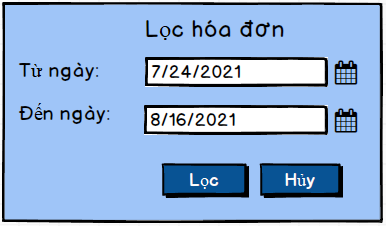 Lọc hóa đơn
Từ ngày: 7/24/2021
Đến ngày: 8/16/2021
Lọc Hủy